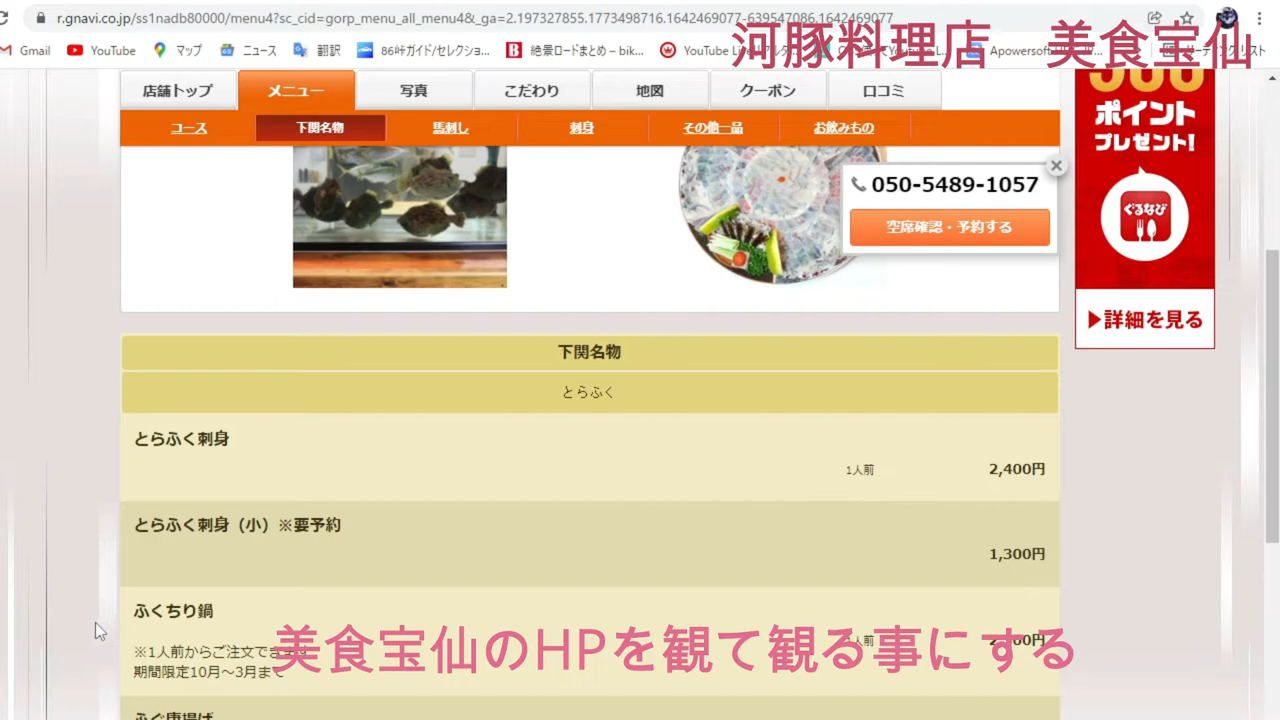 r.gnavi.co.jp/ss1nadb80000/menu4?sc_cid=gorp_menu_all_menu4&_ga=2.197327855.1773498716.1642469077-639547086.1642469077
河豚料理店　美食宝仙
Gmail YouTube マップ ニュース 翻訳 86峠ガイド/セレクショ... 絶景ロードまとめ – bik... YouTube
店舗トップ メニュー 写真 こだわり 地図 クーポン 口コミ
コース 下関名物 馬刺し 刺身 その他一品 お飲みもの
ポイント
プレゼント!
ぐるなび
▶詳細を見る
050-5489-1057
空席確認・予約する
下関名物
とらふく
とらふく刺身
1人前 2,400円
とらふく刺身（小）※要予約
1,300円
ふくちり鍋
※1人前からご注文でき
期間限定10月～3月まで
美食宝仙のHPを観て観る事にする
ふぐ唐揚げ